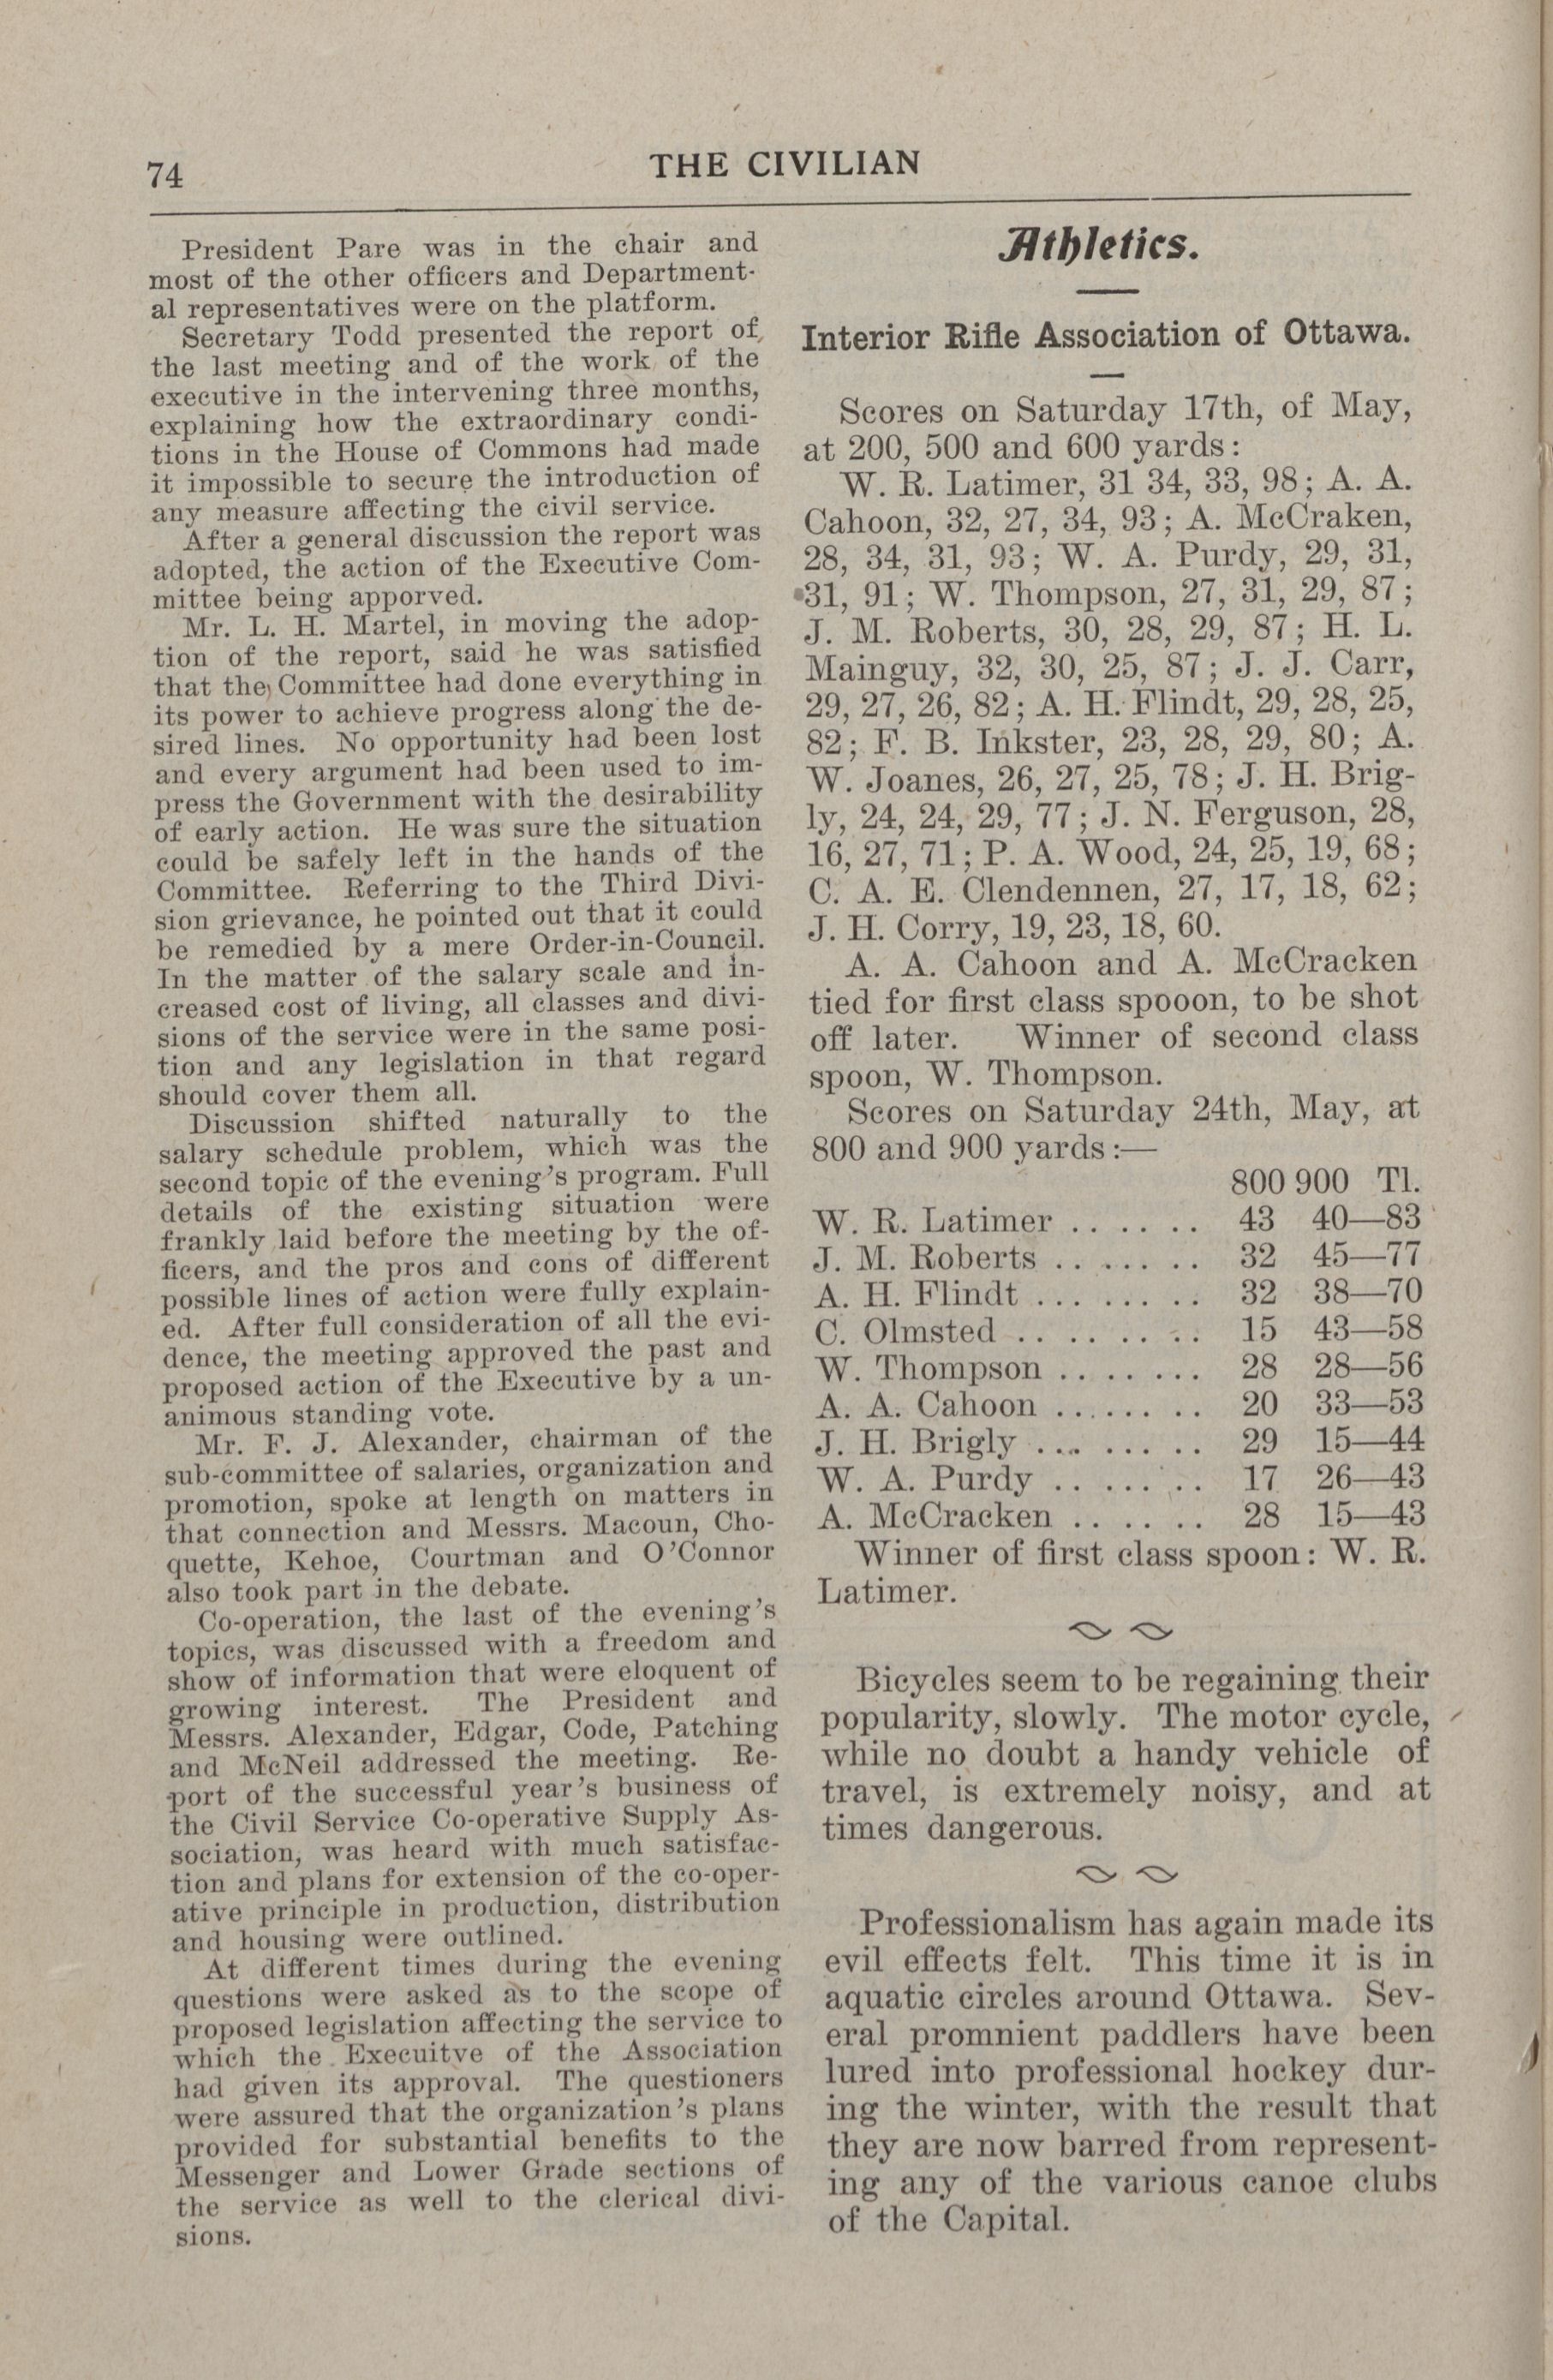 74
THE CIVILIAN
President Pare was in the chair and
most of the other officers and Department-
al representatives were on the platform.
Secretary Todd presented the report of
the last meeting and of the work of the
executive in the intervening three months,
explaining how the extraordinary condi-
tions in the House of Commons had made
it impossible to secure the introduction of
any measure affecting the civil service.
After a general discussion the report was
adopted, the action of the Executive Com-
mittee being apporved.
Mr. L. H. Martel, in moving the adop-
tion of the report, said he was satisfied
that the Committee had done everything in
its power to achieve progress along the de-
sired lines. No opportunity had been lost
and every argument had been used to im-
press the Government with the desirability
of early action. He was sure the situation
could be safely left in the hands of the
Committee. Referring to the Third Divi-
sion grievance, he pointed out that it could
be remedied by a mere Order-in-Council.
In the matter of the salary scale and in-
creased cost of living, all classes and divi-
sions of the service were in the same posi-
tion and any legislation in that regard
should cover them all.
Discussion shifted naturally to the
salary schedule problem, which was the
second topic of the evening's program. Full
details of the existing situation were
frankly laid before the meeting by the of-
ficers, and the pros and cons of different
possible lines of action were fully explain-
ed. After full consideration of all the evi-
dence, the meeting approved the past and
proposed action of the Executive by a un-
animous standing vote.
Mr. F. J. Alexander, chairman of the
sub-committee of salaries, organization and
promotion, spoke at length on matters in
that connection and Messrs. Macoun, Cho-
quette, Kehoe, Courtman and O'Connor
also took part in the debate.
Co-operation, the last of the evening's
topics, was discussed with a freedom and
show of information that were eloquent of
growing interest. The President and
Messrs. Alexander, Edgar, Code, Patching
and McNeil addressed the meeting. Re-
port of the successful year's business of
the Civil Service Co-operative Supply As-
sociation, was heard with much satisfac-
tion and plans for extension of the co-oper-
ative principle in production, distribution
and housing were outlined.
At different times during the evening
questions were asked as to the scope of
proposed legislation affecting the service to
which the Execuitve of the Association
had given its approval. The questioners
were assured that the organization's plans
provided for substantial benefits to the
Messenger and Lower Grade sections of
the service as well to the clerical divi-
sions.
Athletics.
Interior Rifle Association of Ottawa.
Scores on Saturday 17th, of May,
at 200, 500 and 600 yards:
W. R. Latimer, 31 34, 33, 98; A. A.
Cahoon, 32, 27, 34, 93; A. McCraken,
28, 34, 31, 93; W. A. Purdy, 29, 31,
31, 91; W. Thompson, 27, 31, 29, 87;
J. M. Roberts, 30, 28, 29, 87; H. L.
Mainguy, 32, 30, 25, 87; J. J. Carr,
29, 27, 26, 82; A. H. Flindt, 29, 28, 25,
82; F. B. Inkster, 23, 28, 29, 80; A.
W. Joanes, 26, 27, 25, 78; J. H. Brig-
ly, 24, 24, 29, 77; J. N. Ferguson, 28,
16, 27, 71; P. A. Wood, 24, 25, 19, 68;
C. A. E. Clendennen, 27, 17, 18, 62;
J. H. Corry, 19, 23, 18, 60.
A. A. Cahoon and A. McCracken
tied for first class spooon, to be shot
off later. Winner of second class
spoon, W. Thompson.
Scores on Saturday 24th, May, at
800 and 900 yards:—
800 900 Tl.
W. R. Latimer . . . . . . 43 40—83
J. M. Roberts . . . . . . . 32 45—77
A. H. Flindt . . . . . . . . 32 38—70
C. Olmsted . . . . . . . . 15 43—58
W. Thompson . . . . . . . 28 28—56
A. A. Cahoon . . . . . . . 20 33—53
J. H. Brigly . . . . . . . . 29 15—44
W. A. Purdy . . . . . . . 17 26—43
A. McCracken . . . . . . 28 15—43
Winner of first class spoon: W. R.
Latimer.
Bicycles seem to be regaining their
popularity, slowly. The motor cycle,
while no doubt a handy vehicle of
travel, is extremely noisy, and at
times dangerous.
Professionalism has again made its
evil effects felt. This time it is in
aquatic circles around Ottawa. Sev-
eral promnient paddlers have been
lured into professional hockey dur-
ing the winter, with the result that
they are now barred from represent-
ing any of the various canoe clubs
of the Capital.